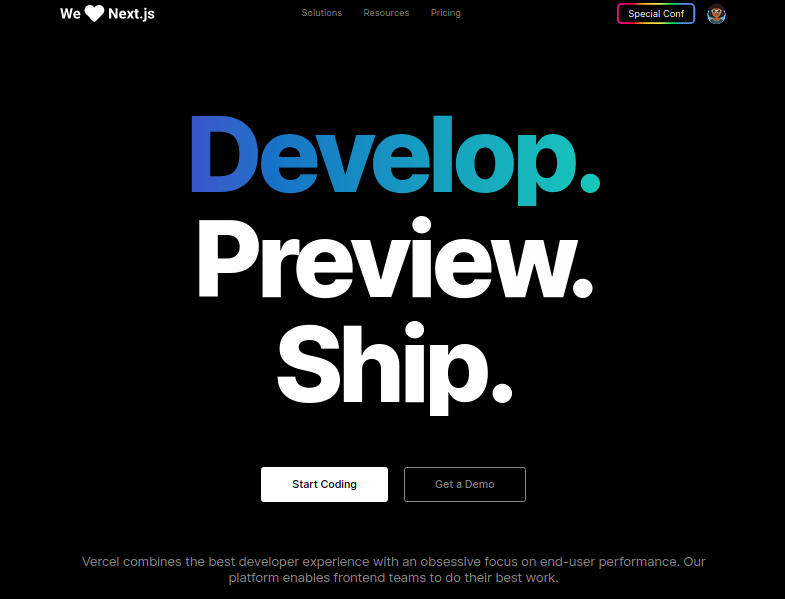 We Next.js
Solutions Resources Pricing
Special Conf
Develop.
Preview.
Ship.
Start Coding
Get a Demo
Vercel combines the best developer experience with an obsessive focus on end-user performance. Our
platform enables frontend teams to do their best work.